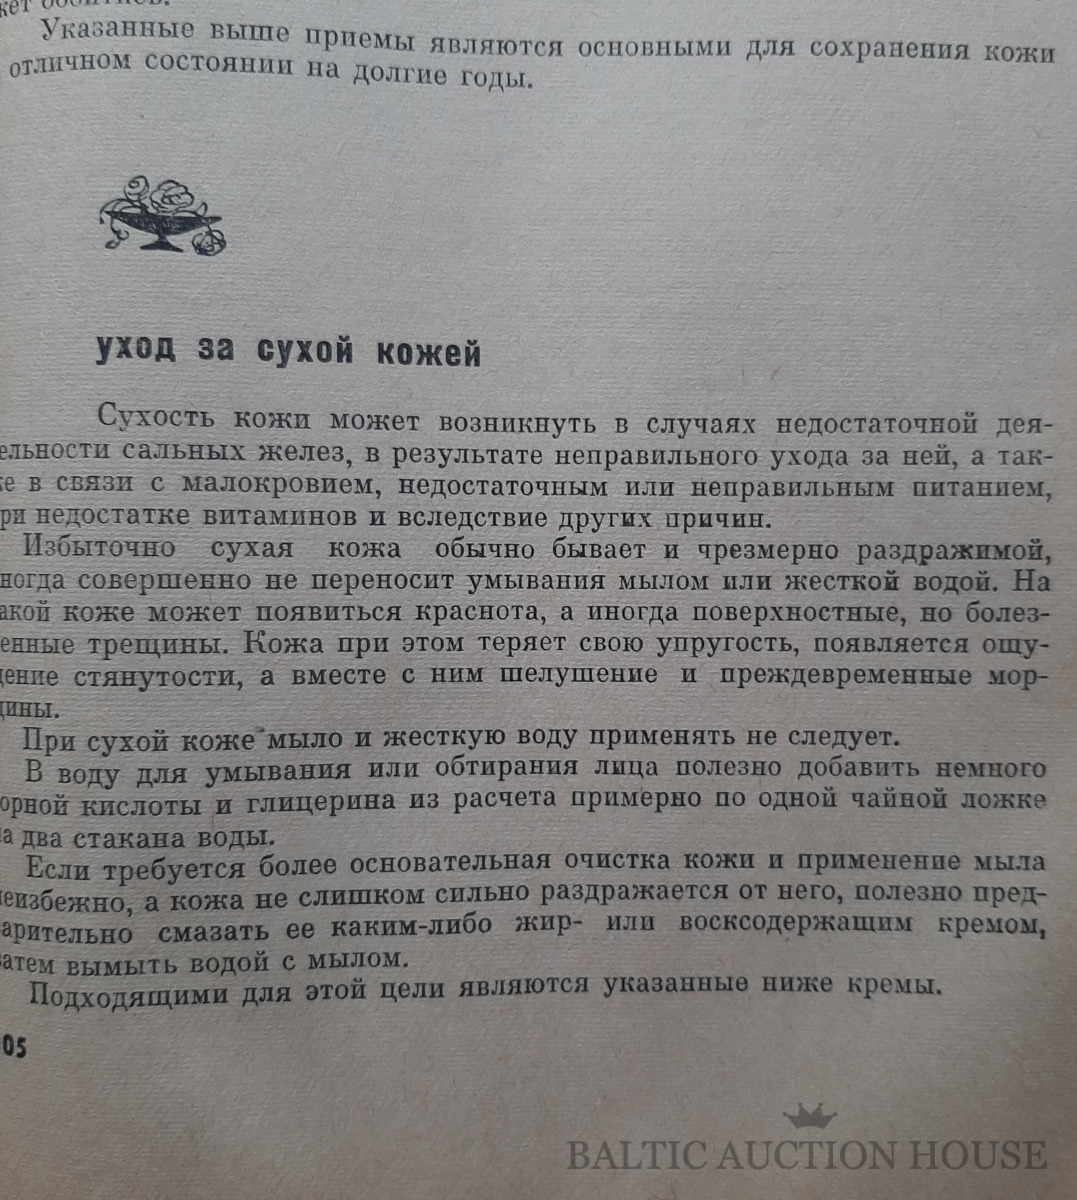 Указанные выше приемы являются основными для сохранения кожи
отличном состоянии на долгие годы.
уход за сухой кожей
Сухость кожи может возникнуть в случаях недостаточной дея-
ельности сальных желез, в результате неправильного ухода за ней, а так-
е в связи с малокровием, недостаточным или неправильным питанием,
ри недостатке витаминов и вследствие других причин.
Избыточно сухая кожа обычно бывает и чрезмерно раздражимой,
ногда совершенно не переносит умывания мылом или жесткой водой. На
акой коже может появиться краснота, а иногда поверхностные, но болез-
енные трещины. Кожа при этом теряет свою упругость, появляется ощу-
ение стянутости, а вместе с ним шелушение и преждевременные мор-
ины.
При сухой коже мыло и жесткую воду применять не следует.
В воду для умывания или обтирания лица полезно добавить немного
орной кислоты и глицерина из расчета примерно по одной чайной ложке
а два стакана воды.
Если требуется более основательная очистка кожи и применение мыла
еизбежно, а кожа не слишком сильно раздражается от него, полезно пред-
арительно смазать ее каким-либо жир- или восксодержащим кремом,
атем вымыть водой с мылом.
Подходящими для этой цели являются указанные ниже кремы.
05
BALTIC AUCTION HOUSE